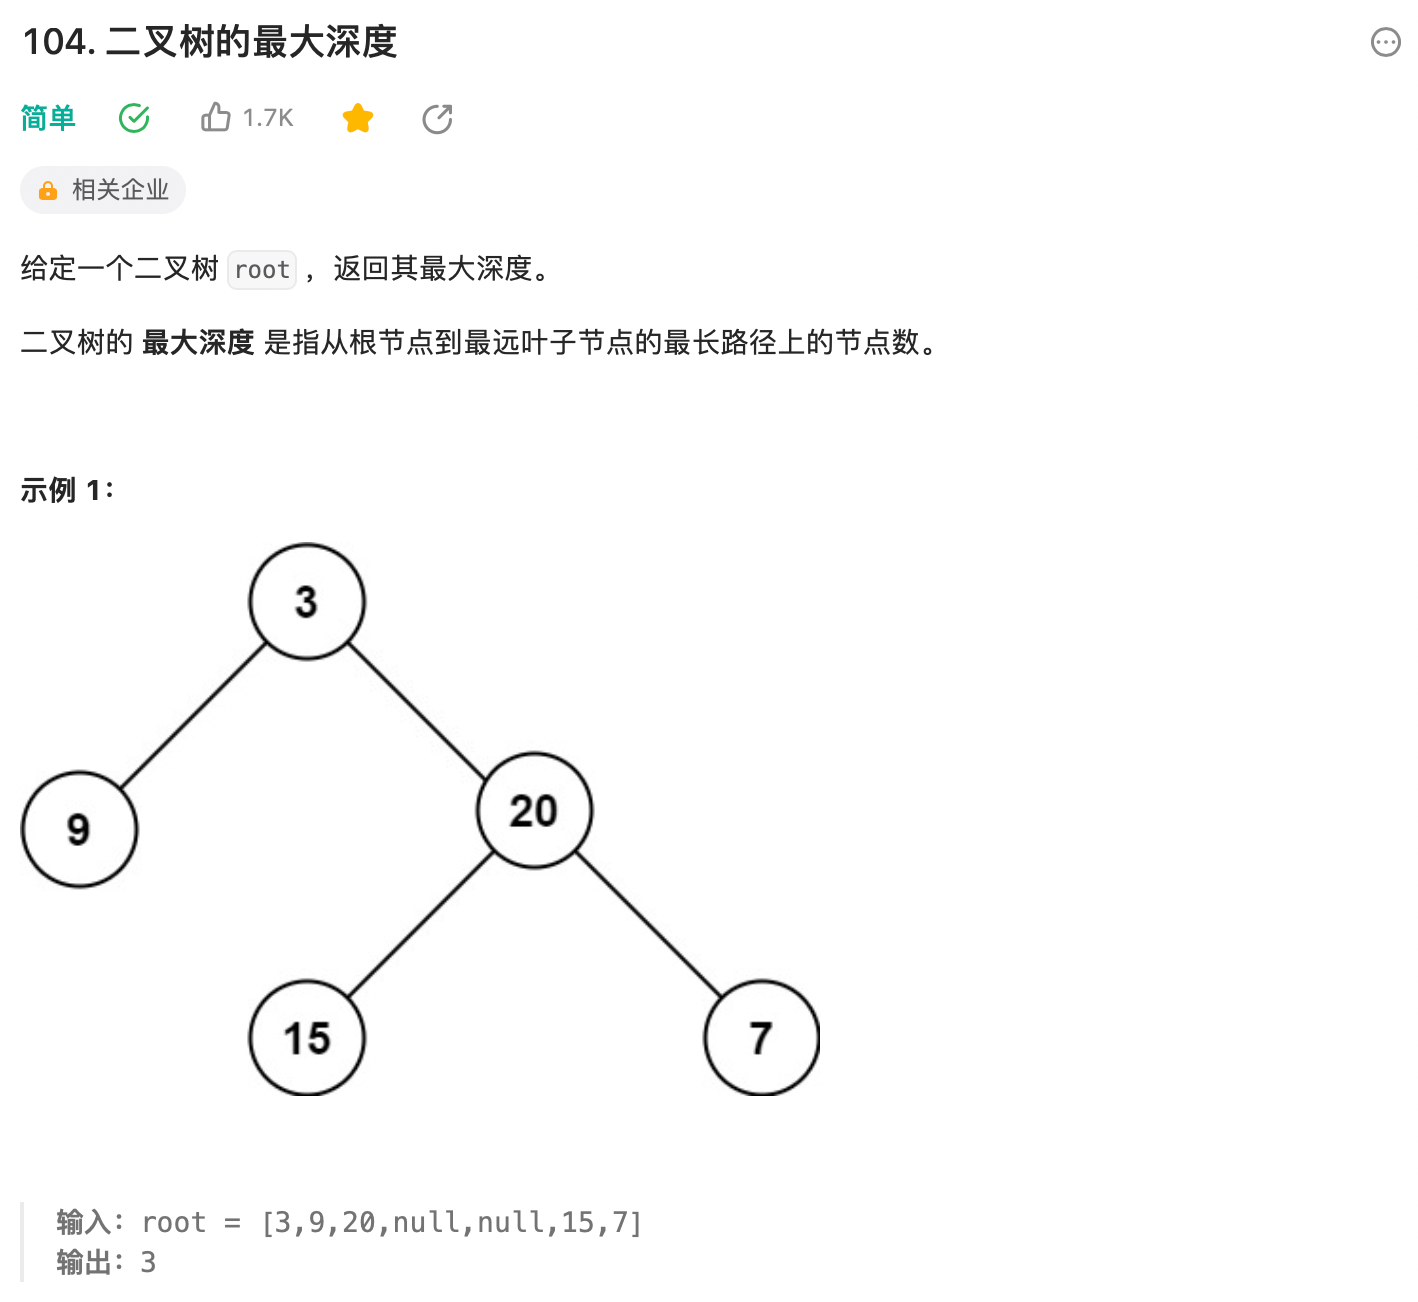 104. 二叉树的最大深度
简单 1.7K
相关企业
给定一个二叉树 root ，返回其最大深度。
二叉树的 最大深度 是指从根节点到最远叶子节点的最长路径上的节点数。
示例 1：
3
9
20
15
7
输入：root = [3,9,20,null,null,15,7]
输出：3